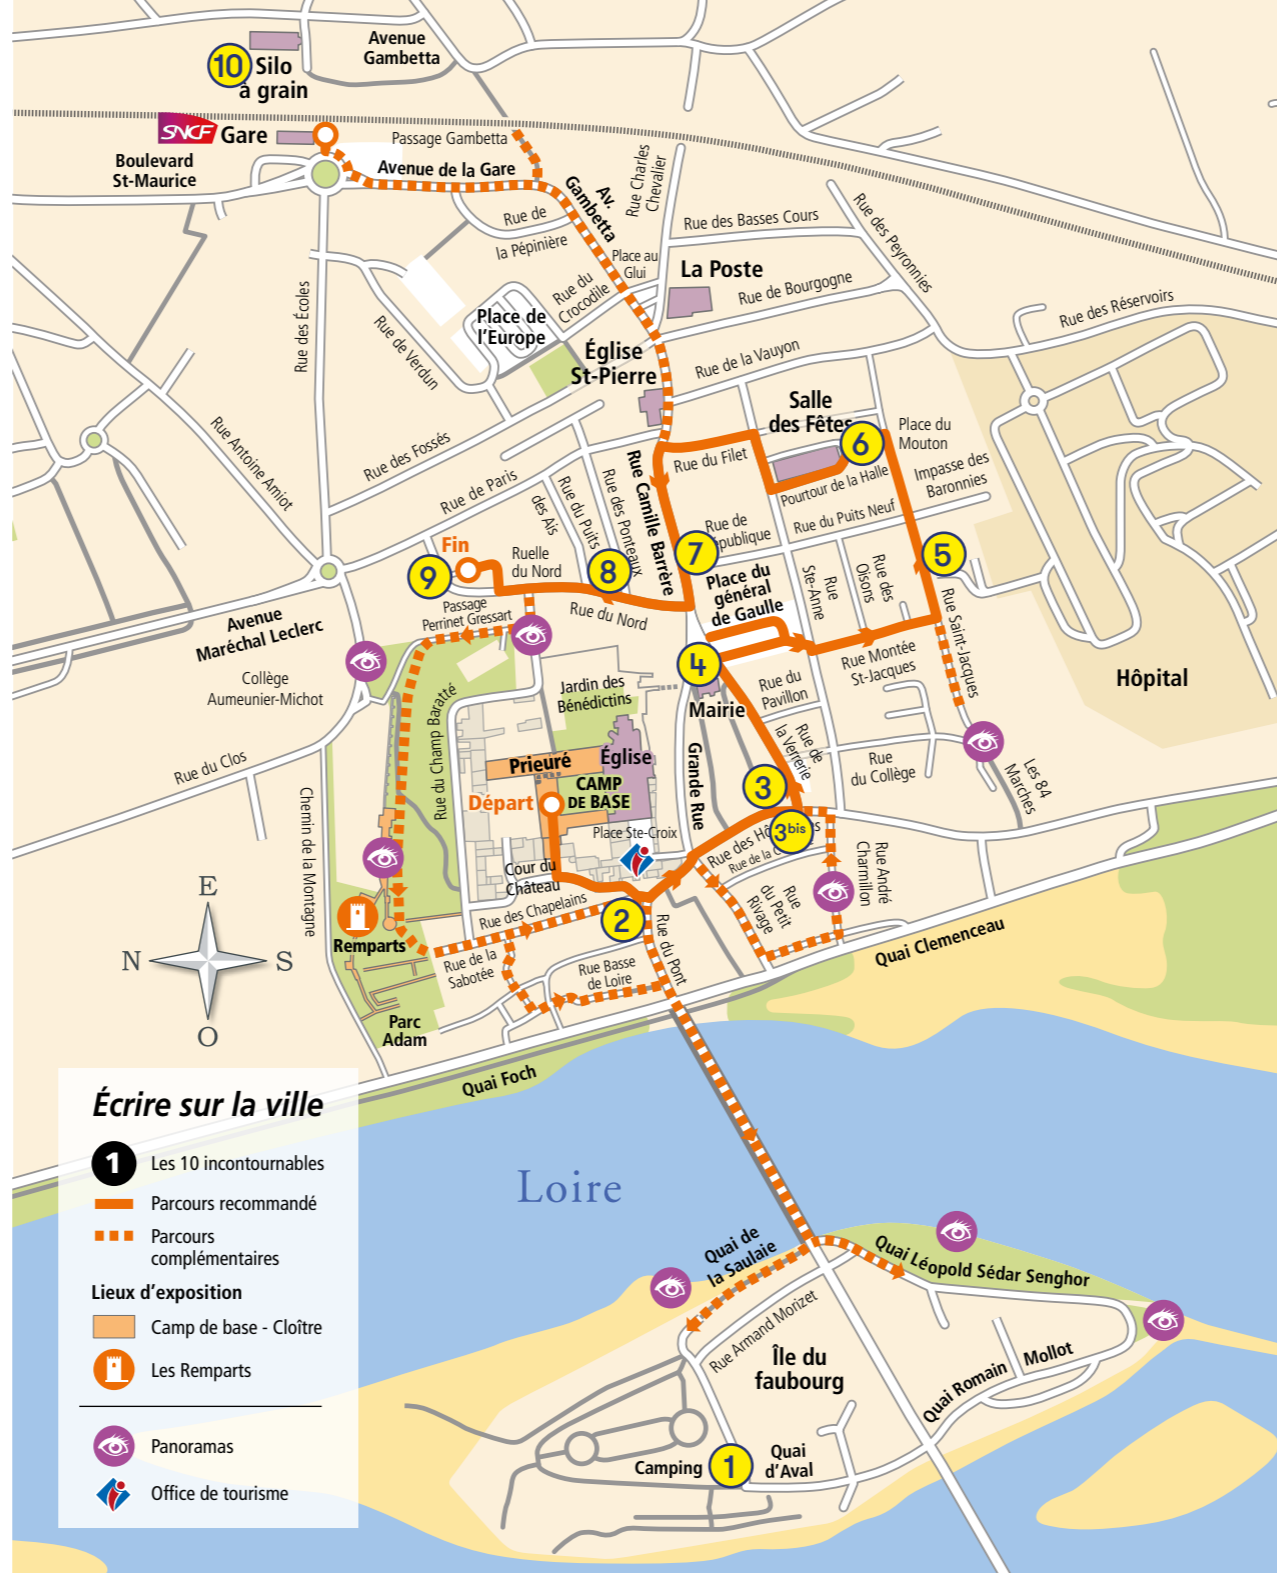 Avenue
Gambetta
10
Silo
à grain
SNCF
Gare
Passage Gambetta
Boulevard
St-Maurice
Avenue de la Gare
Av.
Gambetta
Rue Charles
Chevalier
Rue de
la Pépinière
Rue des Basses Cours
Rue des Peyronnies
Place au
Glui
La Poste
Rue de Bourgogne
Rue du
Crocodile
Rue des Réservoirs
Rue des Écoles
Rue de Verdun
Place de
l'Europe
Église
St-Pierre
Rue de la Vauyon
Salle
des Fêtes
6
Place du
Mouton
Rue Antoine Amiot
Rue des Fossés
Rue du Filet
Pourtour de la Halle
Impasse des
Baronnies
Rue de Paris
Rue Camille Barrère
Rue du Puits
des Ais
Rue des Ponteaux
Rue du Puits Neuf
Rue de
épublique
7
5
Fin
9
Ruelle
du Nord
8
Rue du Nord
Passage
Perrinet Gressart
Place du
général
de Gaulle
Rue
Ste-Anne
Rue des
Oisons
Rue Saint-Jacques
Avenue
Maréchal Leclerc
Collège
Aumeunier-Michot
4
Mairie
Rue Montée
St-Jacques
Hôpital
Jardin des
Bénédictins
Rue du
Pavillon
Rue du Champ Baratté
Prieuré
Église
CAMP
DE BASE
Départ
Grande Rue
Rue de
la Verrerie
Rue
du Collège
Les 84
Marches
Rue du Clos
Chemin de la Montagne
3
3bis
Place Ste-Croix
Rue des Hô
s
Rue de la
Rue André
Charmillon
Cour du
Château
Rue des Chapelains
2
Rue
du Petit
Rivage
Remparts
Rue de la
Sabotée
Rue Basse
de Loire
Rue du Pont
Quai Clemenceau
E
N
S
O
Parc
Adam
Quai Foch
Loire
Écrire sur la ville
1
Les 10 incontournables
Parcours recommandé
Parcours
complémentaires
Lieux d'exposition
Camp de base - Cloître
Les Remparts
Panoramas
Office de tourisme
Quai de
la Saulaie
Quai Léopold Sédar Senghor
Rue Armand Morizet
Île du
faubourg
Quai Romain Mollot
Camping
1
Quai
d'Aval